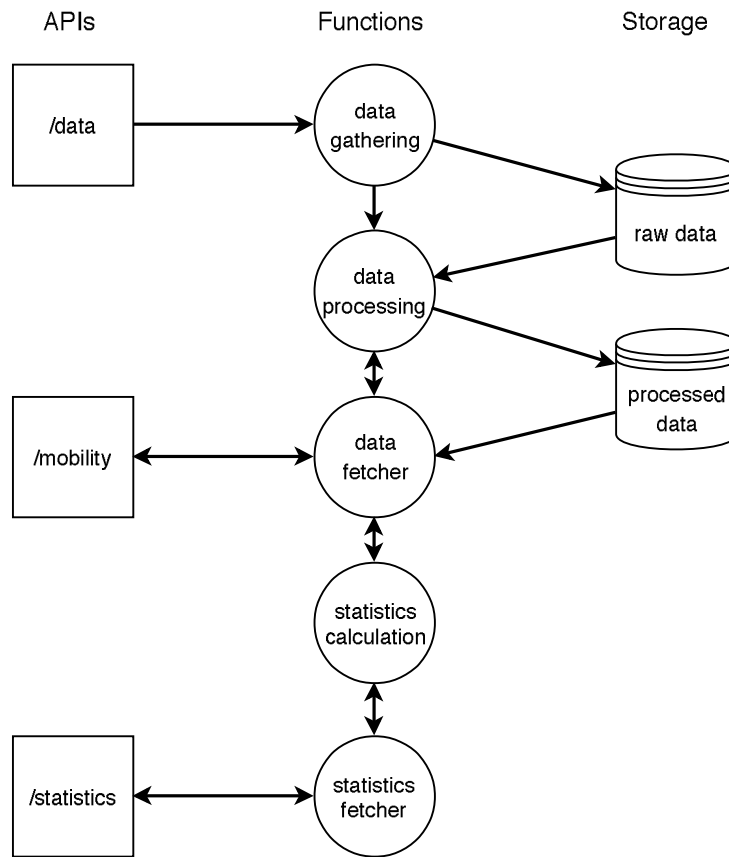 APIs
Functions
Storage
/data
data
gathering
raw data
data
processing
processed
data
/mobility
data
fetcher
statistics
calculation
/statistics
statistics
fetcher